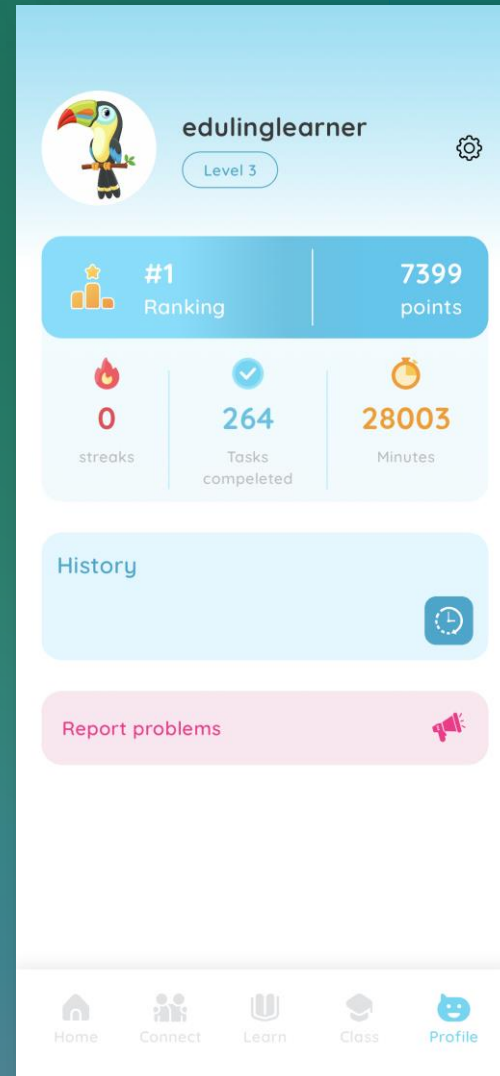 edulinglearner
Level 3
#1
Ranking
7399
points
0
streaks
264
Tasks
compeleted
28003
Minutes
History
Report problems
Home
Connect
Learn
Class
Profile